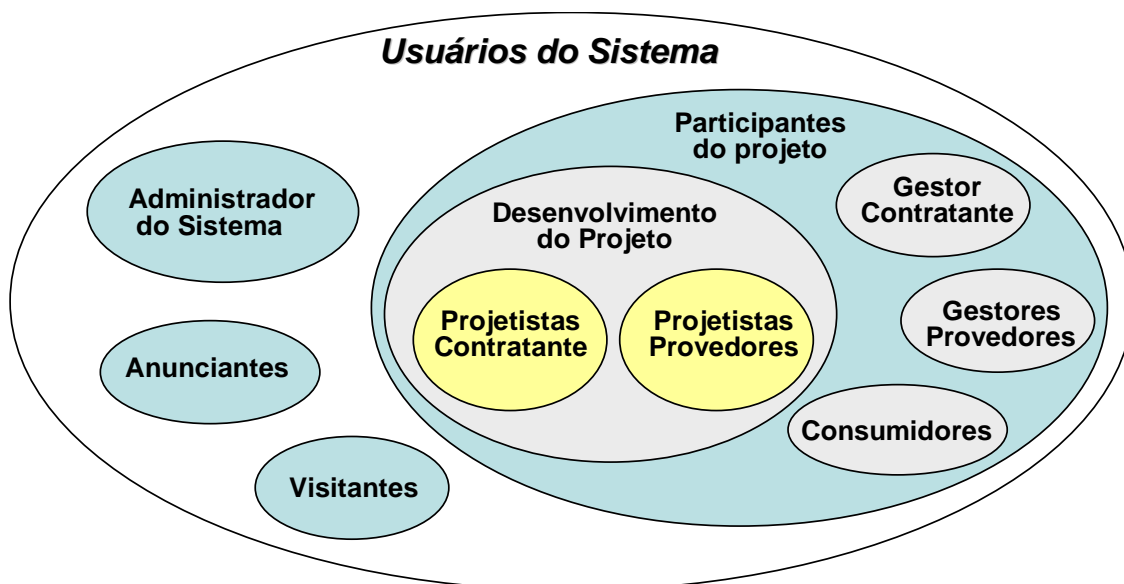 Usuários do Sistema
Participantes
do projeto
Administrador
do Sistema
Gestor
Contratante
Desenvolvimento
do Projeto
Gestores
Provedores
Projetistas
Contratante
Projetistas
Provedores
Anunciantes
Consumidores
Visitantes